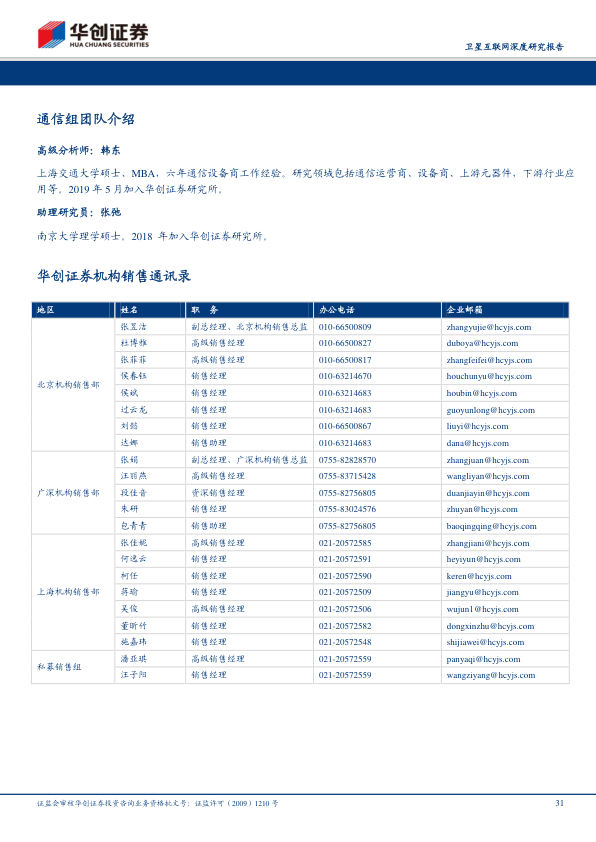 华创证券
HUA CHUANG SECURITIES
卫星互联网深度研究报告
通信组团队介绍
高级分析师：韩东
上海交通大学硕士、MBA，六年通信设备商工作经验。研究领域包括通信运营商、设备商、上游元器件、下游行业应
用等。2019 年 5 月加入华创证券研究所。
助理研究员：张弛
南京大学理学硕士。2018 年加入华创证券研究所。
华创证券机构销售通讯录
地区 姓名 职 务 办公电话 企业邮箱
北京机构销售部
张昱洁 副总经理、北京机构销售总监 010-66500809 zhangyujie@hcyjs.com
杜博雅 高级销售经理 010-66500827 duboya@hcyjs.com
张菲菲 高级销售经理 010-66500817 zhangfeifei@hcyjs.com
侯春钰 销售经理 010-63214670 houchunyu@hcyjs.com
侯斌 销售经理 010-63214683 houbin@hcyjs.com
过云龙 销售经理 010-63214683 guoyunlong@hcyjs.com
刘懿 销售经理 010-66500867 liuyi@hcyjs.com
达娜 销售助理 010-63214683 dana@hcyjs.com
广深机构销售部
张娟 副总经理、广深机构销售总监 0755-82828570 zhangjuan@hcyjs.com
汪丽燕 高级销售经理 0755-83715428 wangliyan@hcyjs.com
段佳音 资深销售经理 0755-82756805 duanjiayin@hcyjs.com
朱研 销售经理 0755-83024576 zhuyan@hcyjs.com
包青青 销售助理 0755-82756805 baoqingqing@hcyjs.com
上海机构销售部
张佳妮 高级销售经理 021-20572585 zhangjiani@hcyjs.com
何逸云 销售经理 021-20572591 heyiyun@hcyjs.com
柯任 销售经理 021-20572590 keren@hcyjs.com
蒋瑜 销售经理 021-20572509 jiangyu@hcyjs.com
吴俊 高级销售经理 021-20572506 wujun1@hcyjs.com
董昕竹 销售经理 021-20572582 dongxinzhu@hcyjs.com
施嘉玮 销售经理 021-20572548 shijiawei@hcyjs.com
私募销售组
潘亚琪 高级销售经理 021-20572559 panyaqi@hcyjs.com
汪子阳 销售经理 021-20572559 wangziyang@hcyjs.com
证监会审核华创证券投资咨询业务资格批文号：证监许可（2009）1210 号
31